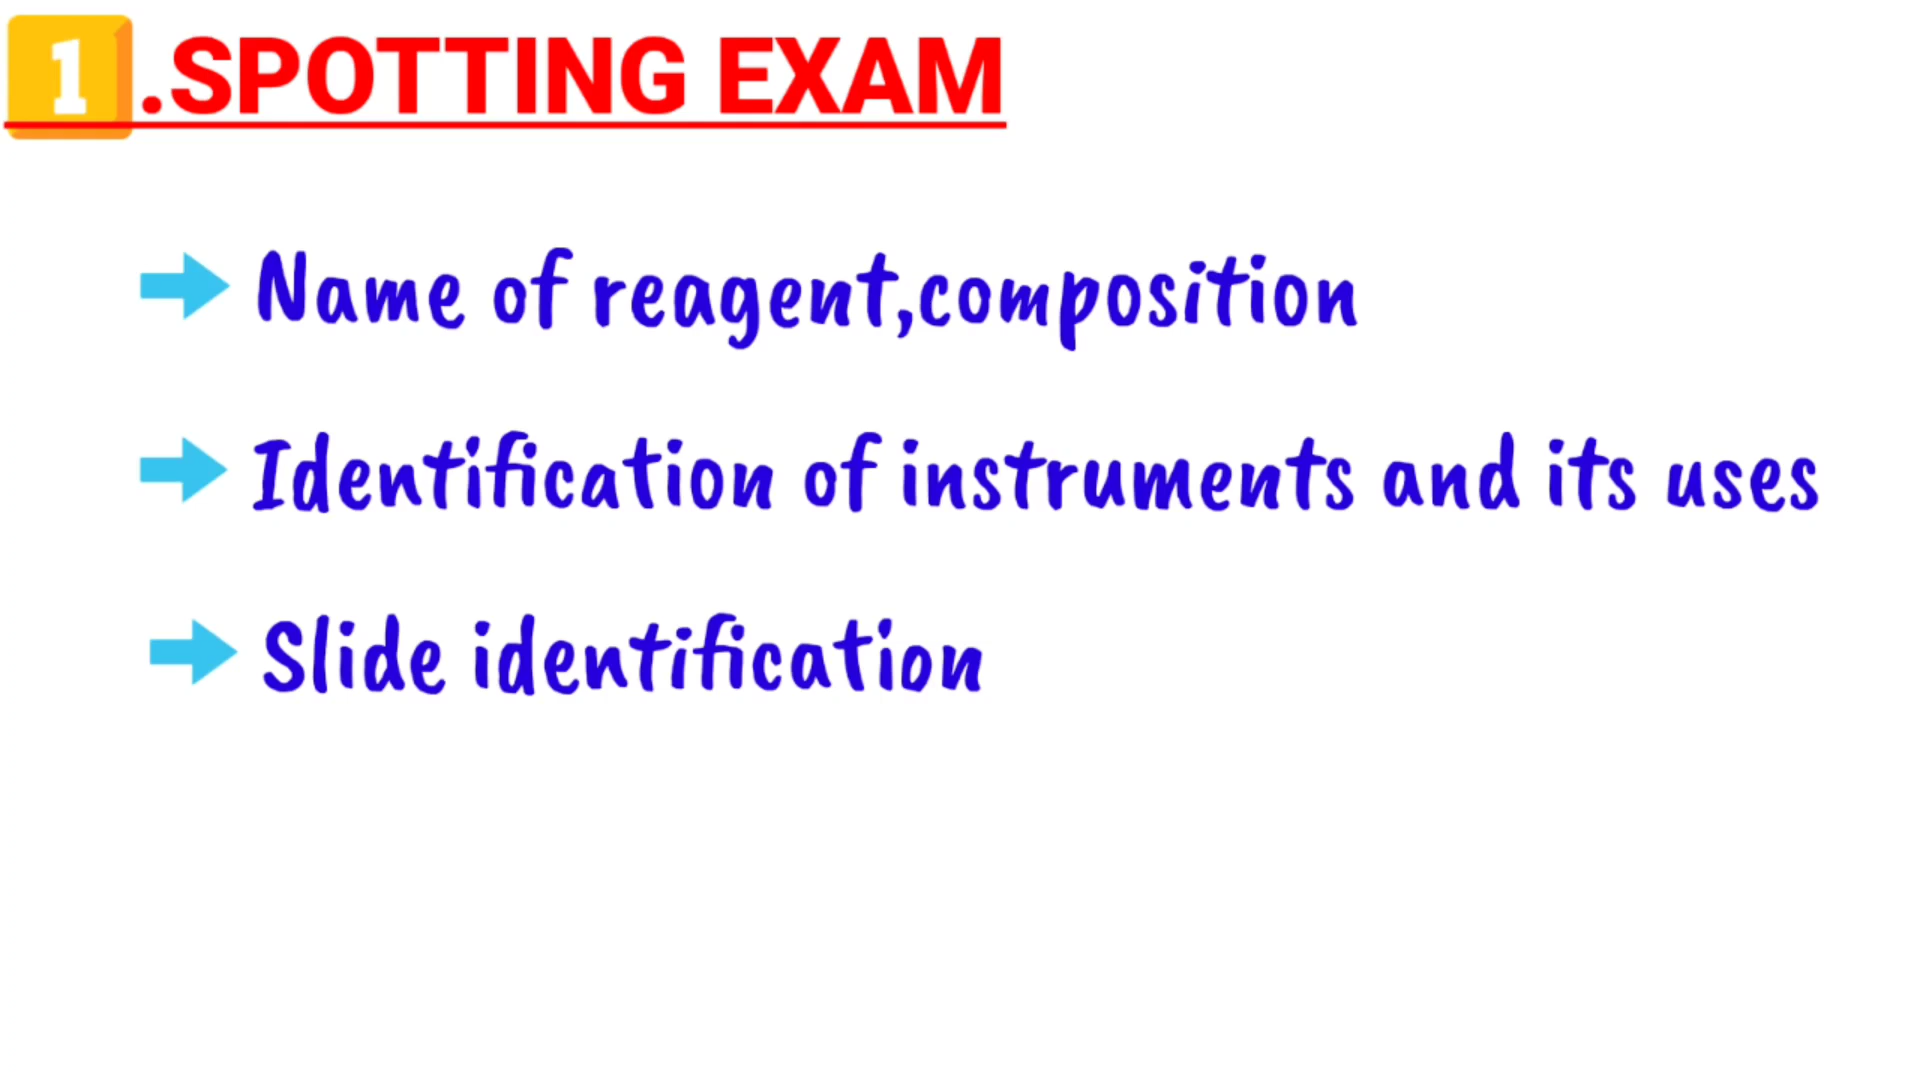 1.SPOTTING EXAM
Name of reagent,composition
Identification of instruments and its uses
Slide identification